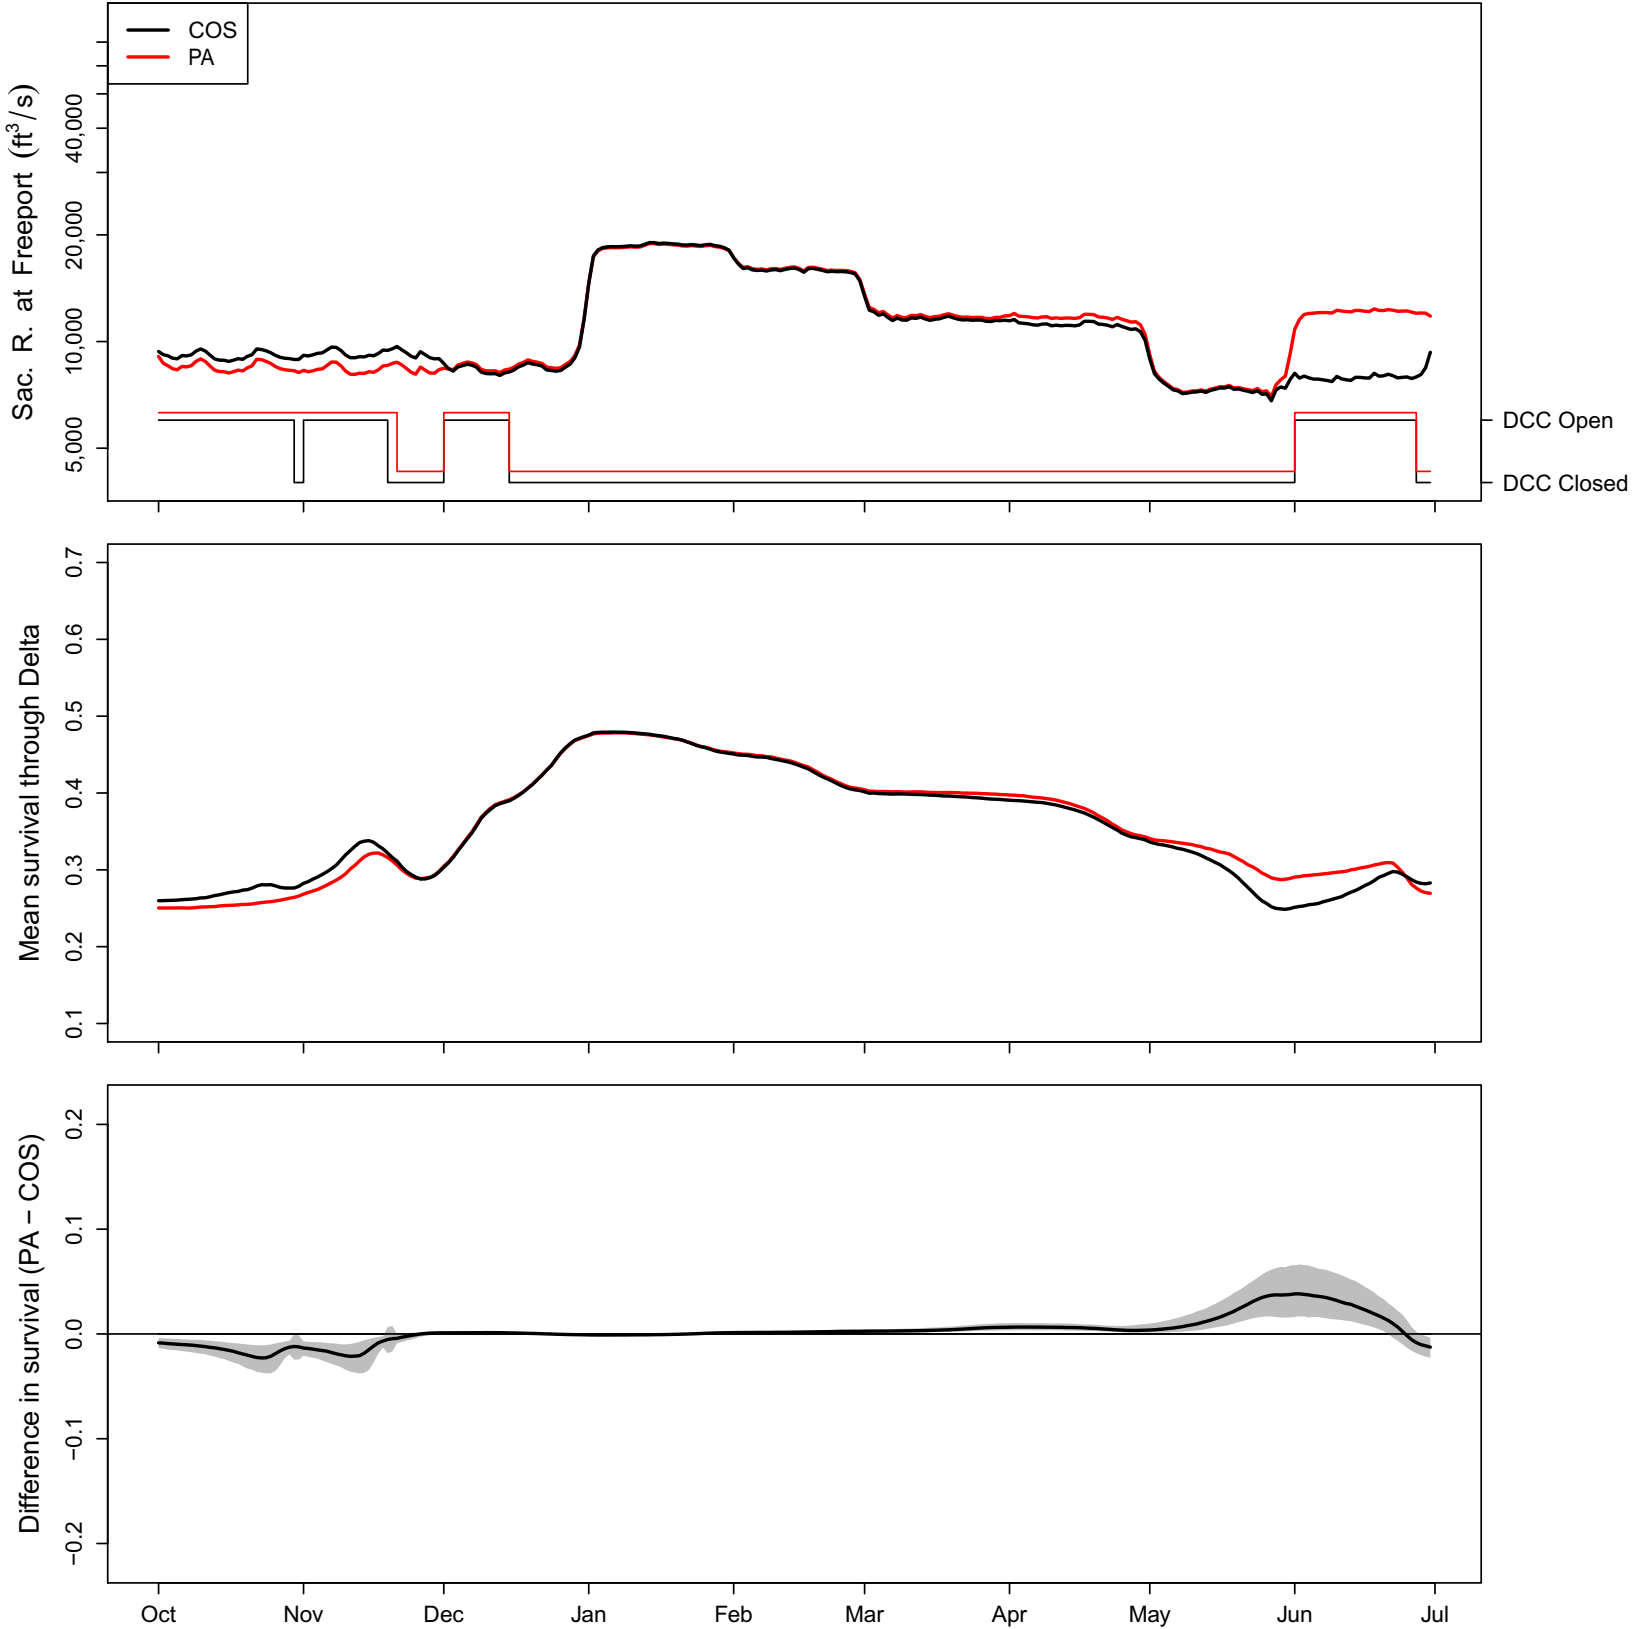 COS
PA
Sac. R. at Freeport (ft³/s)
40,000
20,000
10,000
5,000
DCC Open
DCC Closed
Mean survival through Delta
0.7
0.6
0.5
0.4
0.3
0.2
0.1
Difference in survival (PA − COS)
0.2
0.1
0.0
−0.1
−0.2
Oct Nov Dec Jan Feb Mar Apr May Jun Jul